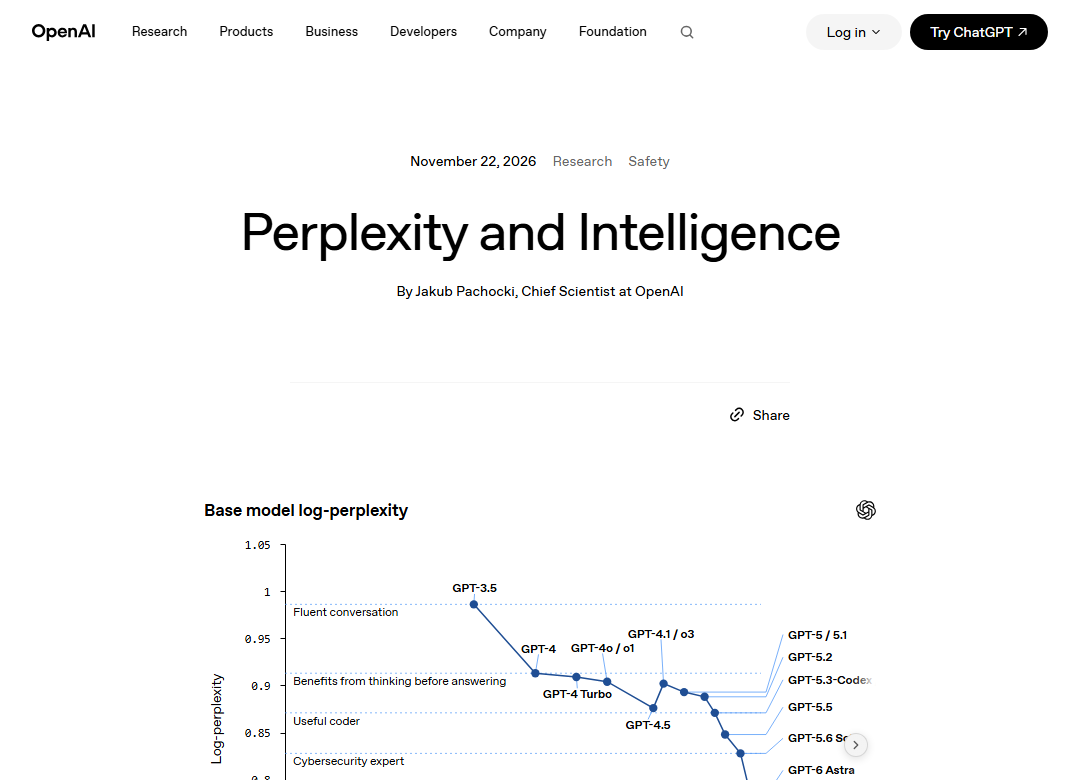 OpenAI Research Products Business Developers Company Foundation Log in Try ChatGPT
November 22, 2026 Research Safety
Perplexity and Intelligence
By Jakub Pachocki, Chief Scientist at OpenAI
Share
Base model log-perplexity
1.05
GPT-3.5
1
Fluent conversation
GPT-4.1 / o3
GPT-5 / 5.1
0.95
GPT-4 GPT-4o / o1
GPT-5.2
Benefits from thinking before answering
GPT-5.3-Codex
0.9
GPT-4 Turbo
GPT-5.5
Useful coder
GPT-4.5
0.85
GPT-5.6
Cybersecurity expert
GPT-6 Astra
Log-perplexity